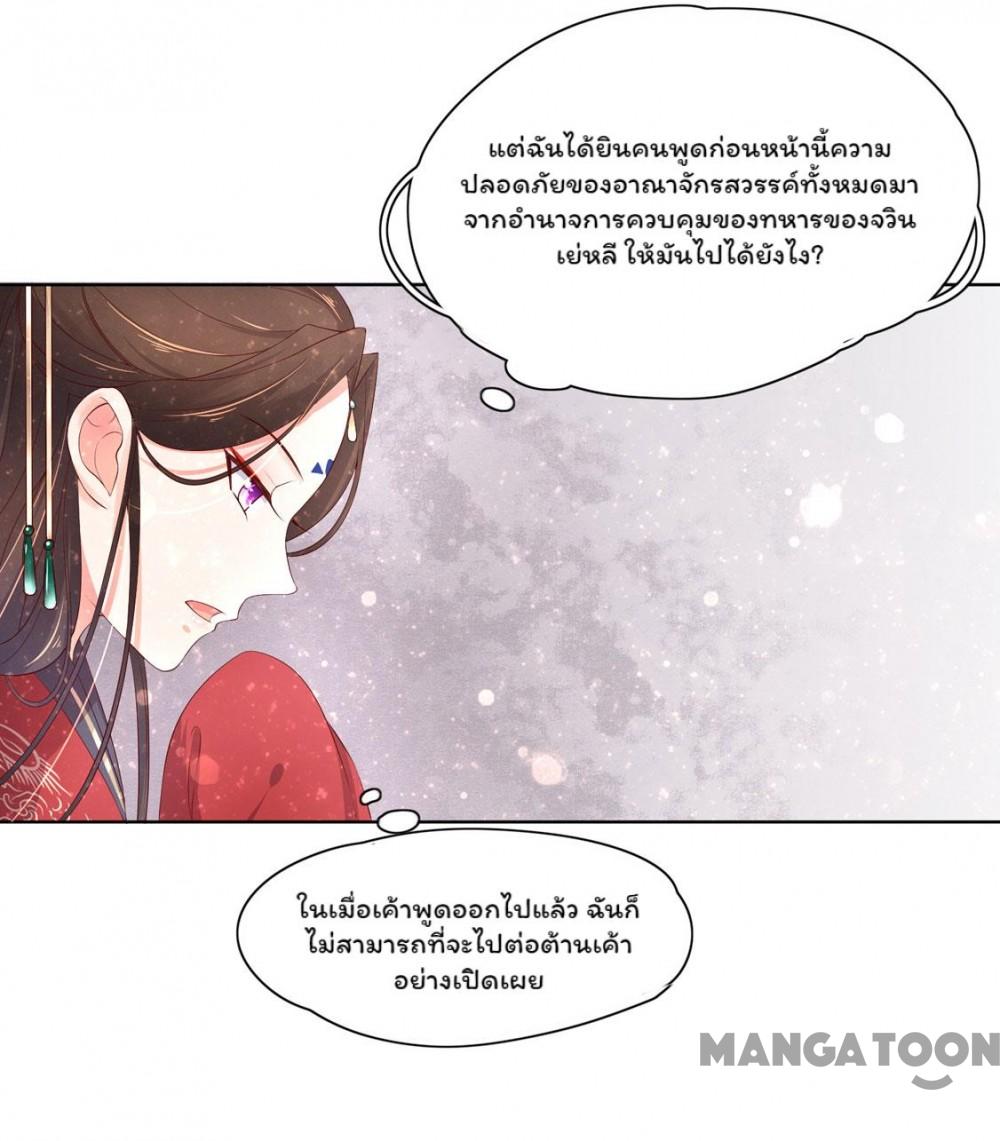 แต่ฉันได้ยินคนพูดก่อนหน้านี้ความ
ปลอดภัยของอาณาจักรสวรรค์ทั้งหมดมา
จากอำนาจการควบคุมของทหารของจวิน
เย่หลี ให้มันไปได้ยังไง?
ในเมื่อเค้าพูดออกไปแล้ว ฉันก็
ไม่สามารถที่จะไปต่อต้านเค้า
อย่างเปิดเผย
MANGATOON